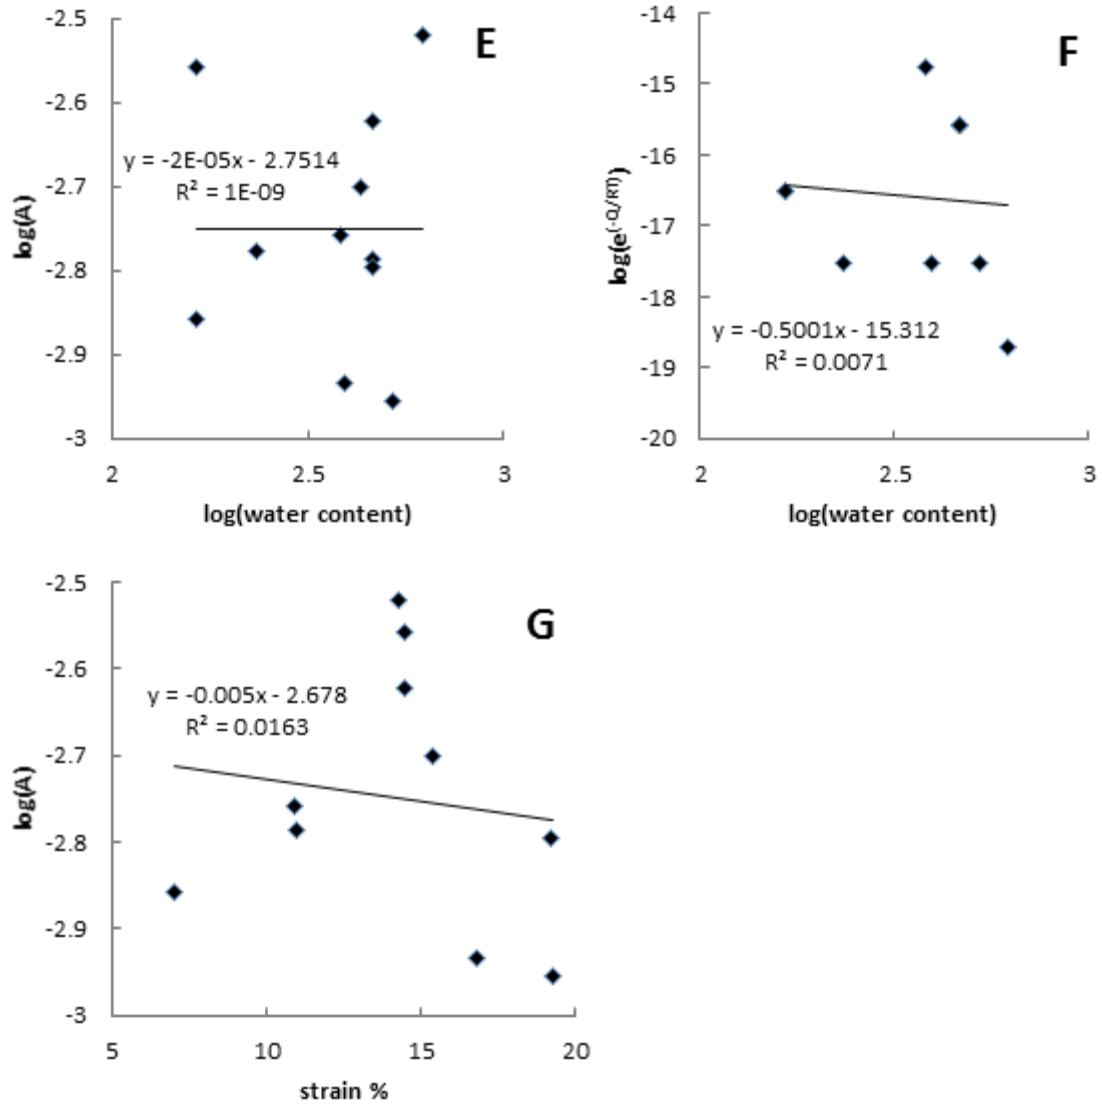 E
-2.5
-2.6
-2.7
-2.8
-2.9
-3
log(A)
y = -2E-05x - 2.7514
R² = 1E-09
2
2.5
3
log(water content)
F
-14
-15
-16
-17
-18
-19
-20
log(e^(-Q/RT))
y = -0.5001x - 15.312
R² = 0.0071
2
2.5
3
log(water content)
G
-2.5
-2.6
-2.7
-2.8
-2.9
-3
log(A)
y = -0.005x - 2.678
R² = 0.0163
5
10
15
20
strain %